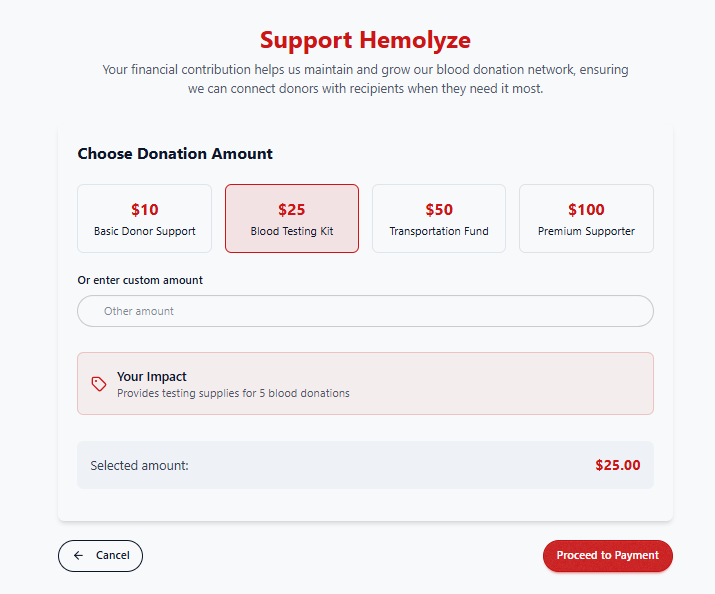 Support Hemolyze
Your financial contribution helps us maintain and grow our blood donation network, ensuring
we can connect donors with recipients when they need it most.
Choose Donation Amount
$10
Basic Donor Support
$25
Blood Testing Kit
$50
Transportation Fund
$100
Premium Supporter
Or enter custom amount
Other amount
Your Impact
Provides testing supplies for 5 blood donations
Selected amount:
$25.00
Cancel
Proceed to Payment